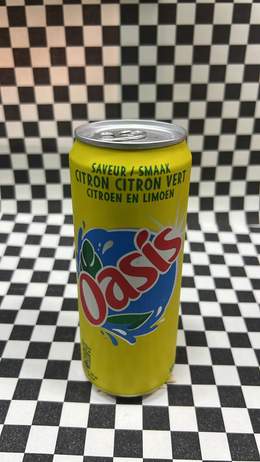 SAVEUR / SMAAK
CITRON CITRON VERT
CITROEN EN LIMOEN
Oasis